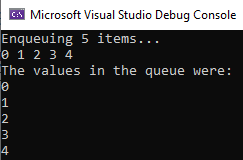 Microsoft Visual Studio Debug Console
Enqueuing 5 items...
0 1 2 3 4
The values in the queue were:
0
1
2
3
4